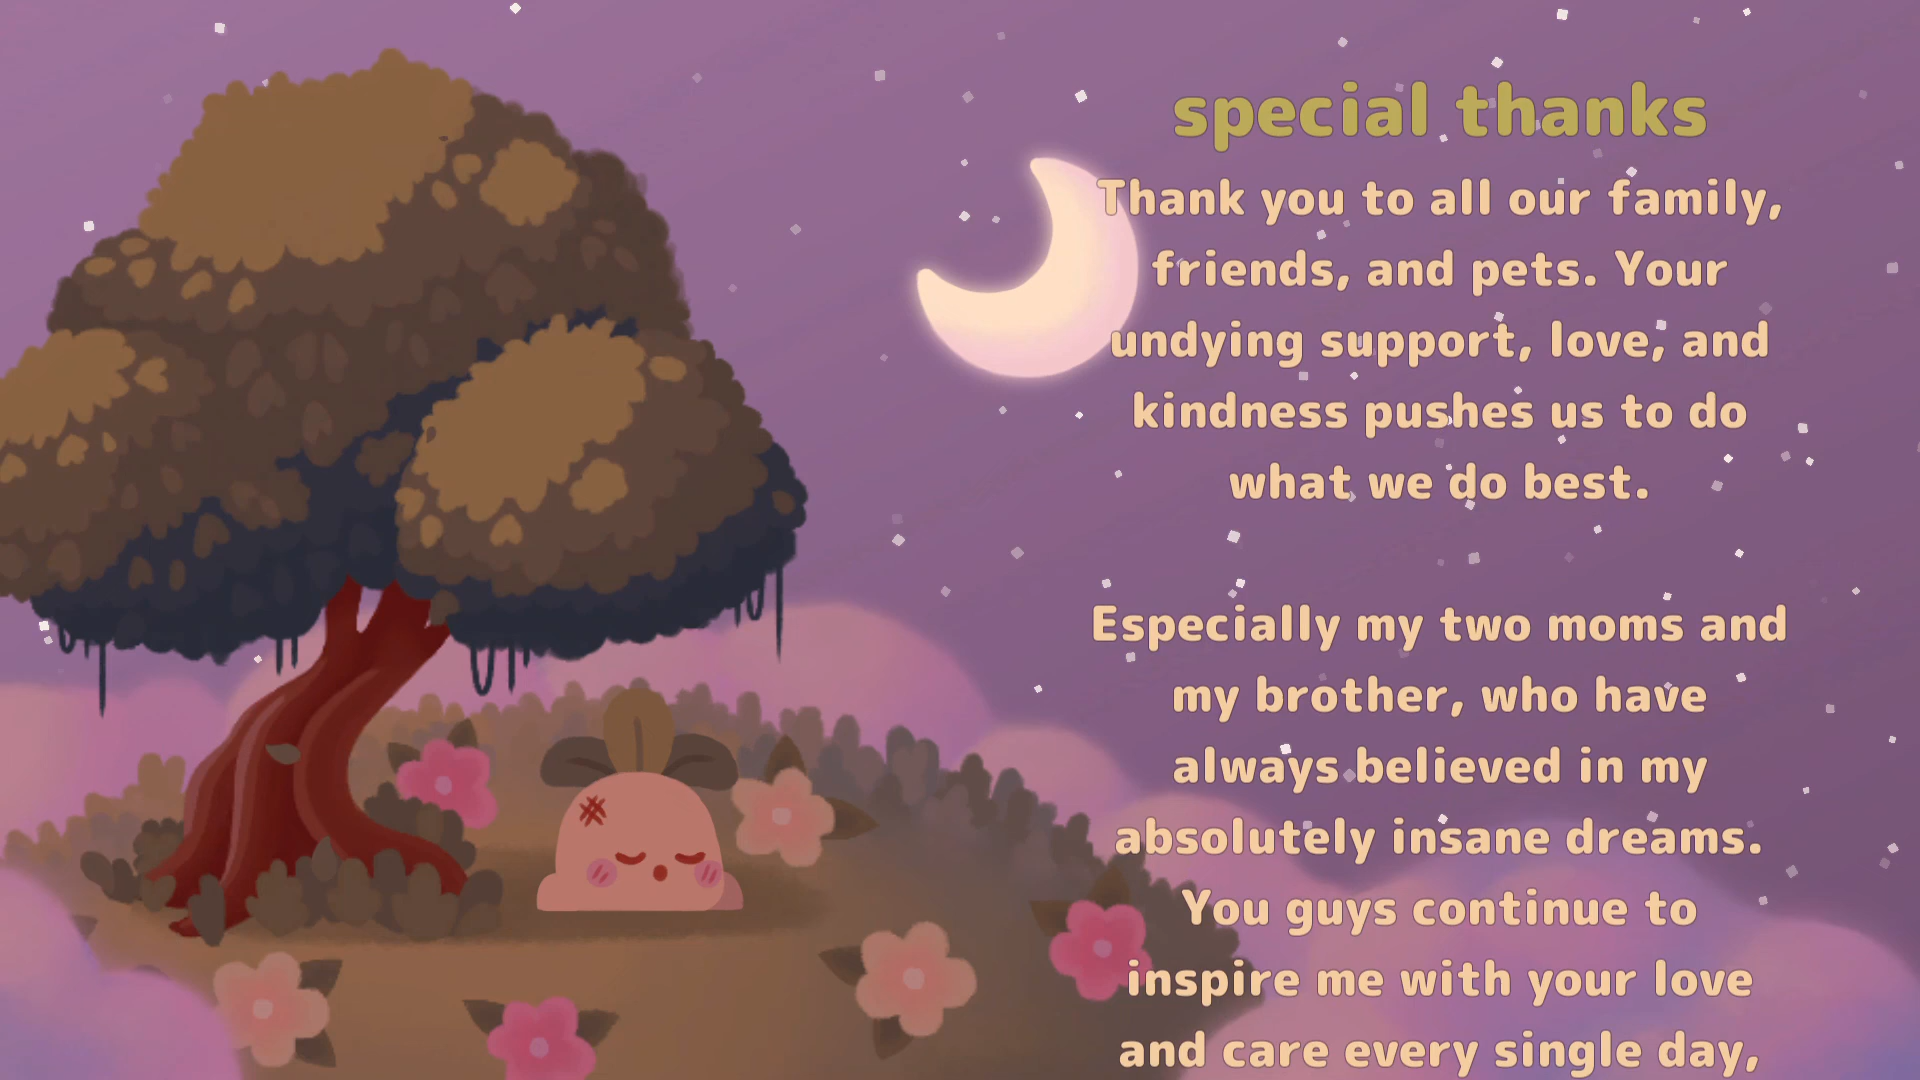 special thanks
Thank you to all our family,
friends, and pets. Your
undying support, love, and
kindness pushes us to do
what we do best.
Especially my two moms and
my brother, who have
always believed in my
absolutely insane dreams.
You guys continue to
inspire me with your love
and care every single day,